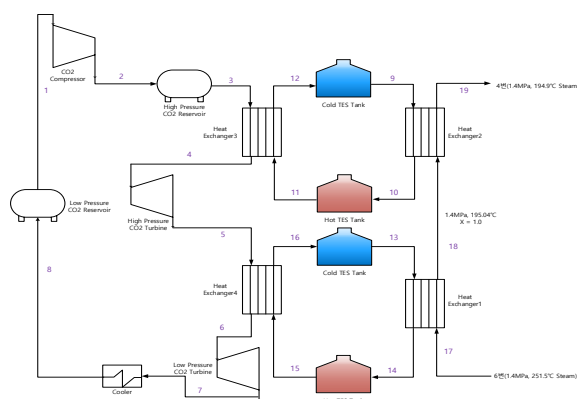 1
CO2
Compressor
2
High Pressure
CO2 Reservoir
3
12
Cold TES Tank
9
19
4번(1.4MPa, 194.9℃ Steam
Heat
Exchanger3
Heat
Exchanger2
4
11
10
Hot TES Tank
High Pressure
CO2 Turbine
Low Pressure
CO2 Reservoir
1.4MPa, 195.04℃
X = 1.0
5
16
13
18
Cold TES Tank
8
Heat
Exchanger4
Heat
Exchanger1
6
15
14
17
Low Pressure
CO2 Turbine
6번(1.4MPa, 251.5℃ Steam)
Cooler
7